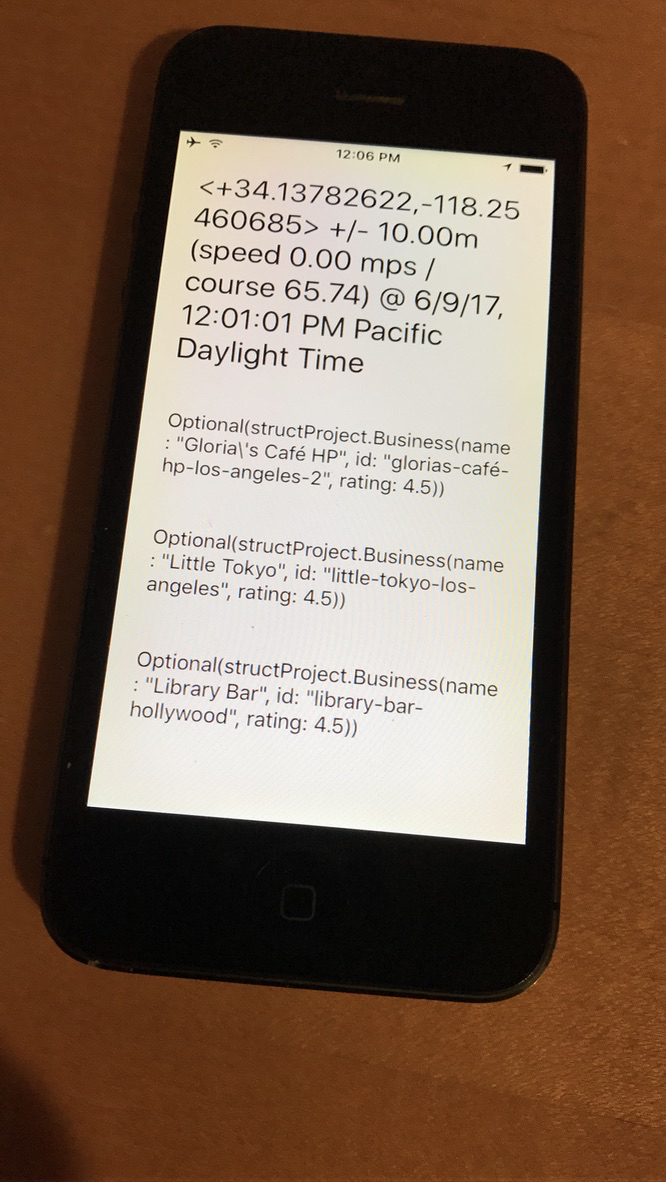 12:06 PM
<+34.13782622,-118.25
460685> +/- 10.00m
(speed 0.00 mps /
course 65.74) @ 6/9/17,
12:01:01 PM Pacific
Daylight Time
Optional(structProject.Business(name
: "Gloria\'s Café HP", id: "glorias-café-
hp-los-angeles-2", rating: 4.5))
Optional(structProject.Business(name
: "Little Tokyo", id: "little-tokyo-los-
angeles", rating: 4.5))
Optional(structProject.Business(name
: "Library Bar", id: "library-bar-
hollywood", rating: 4.5))